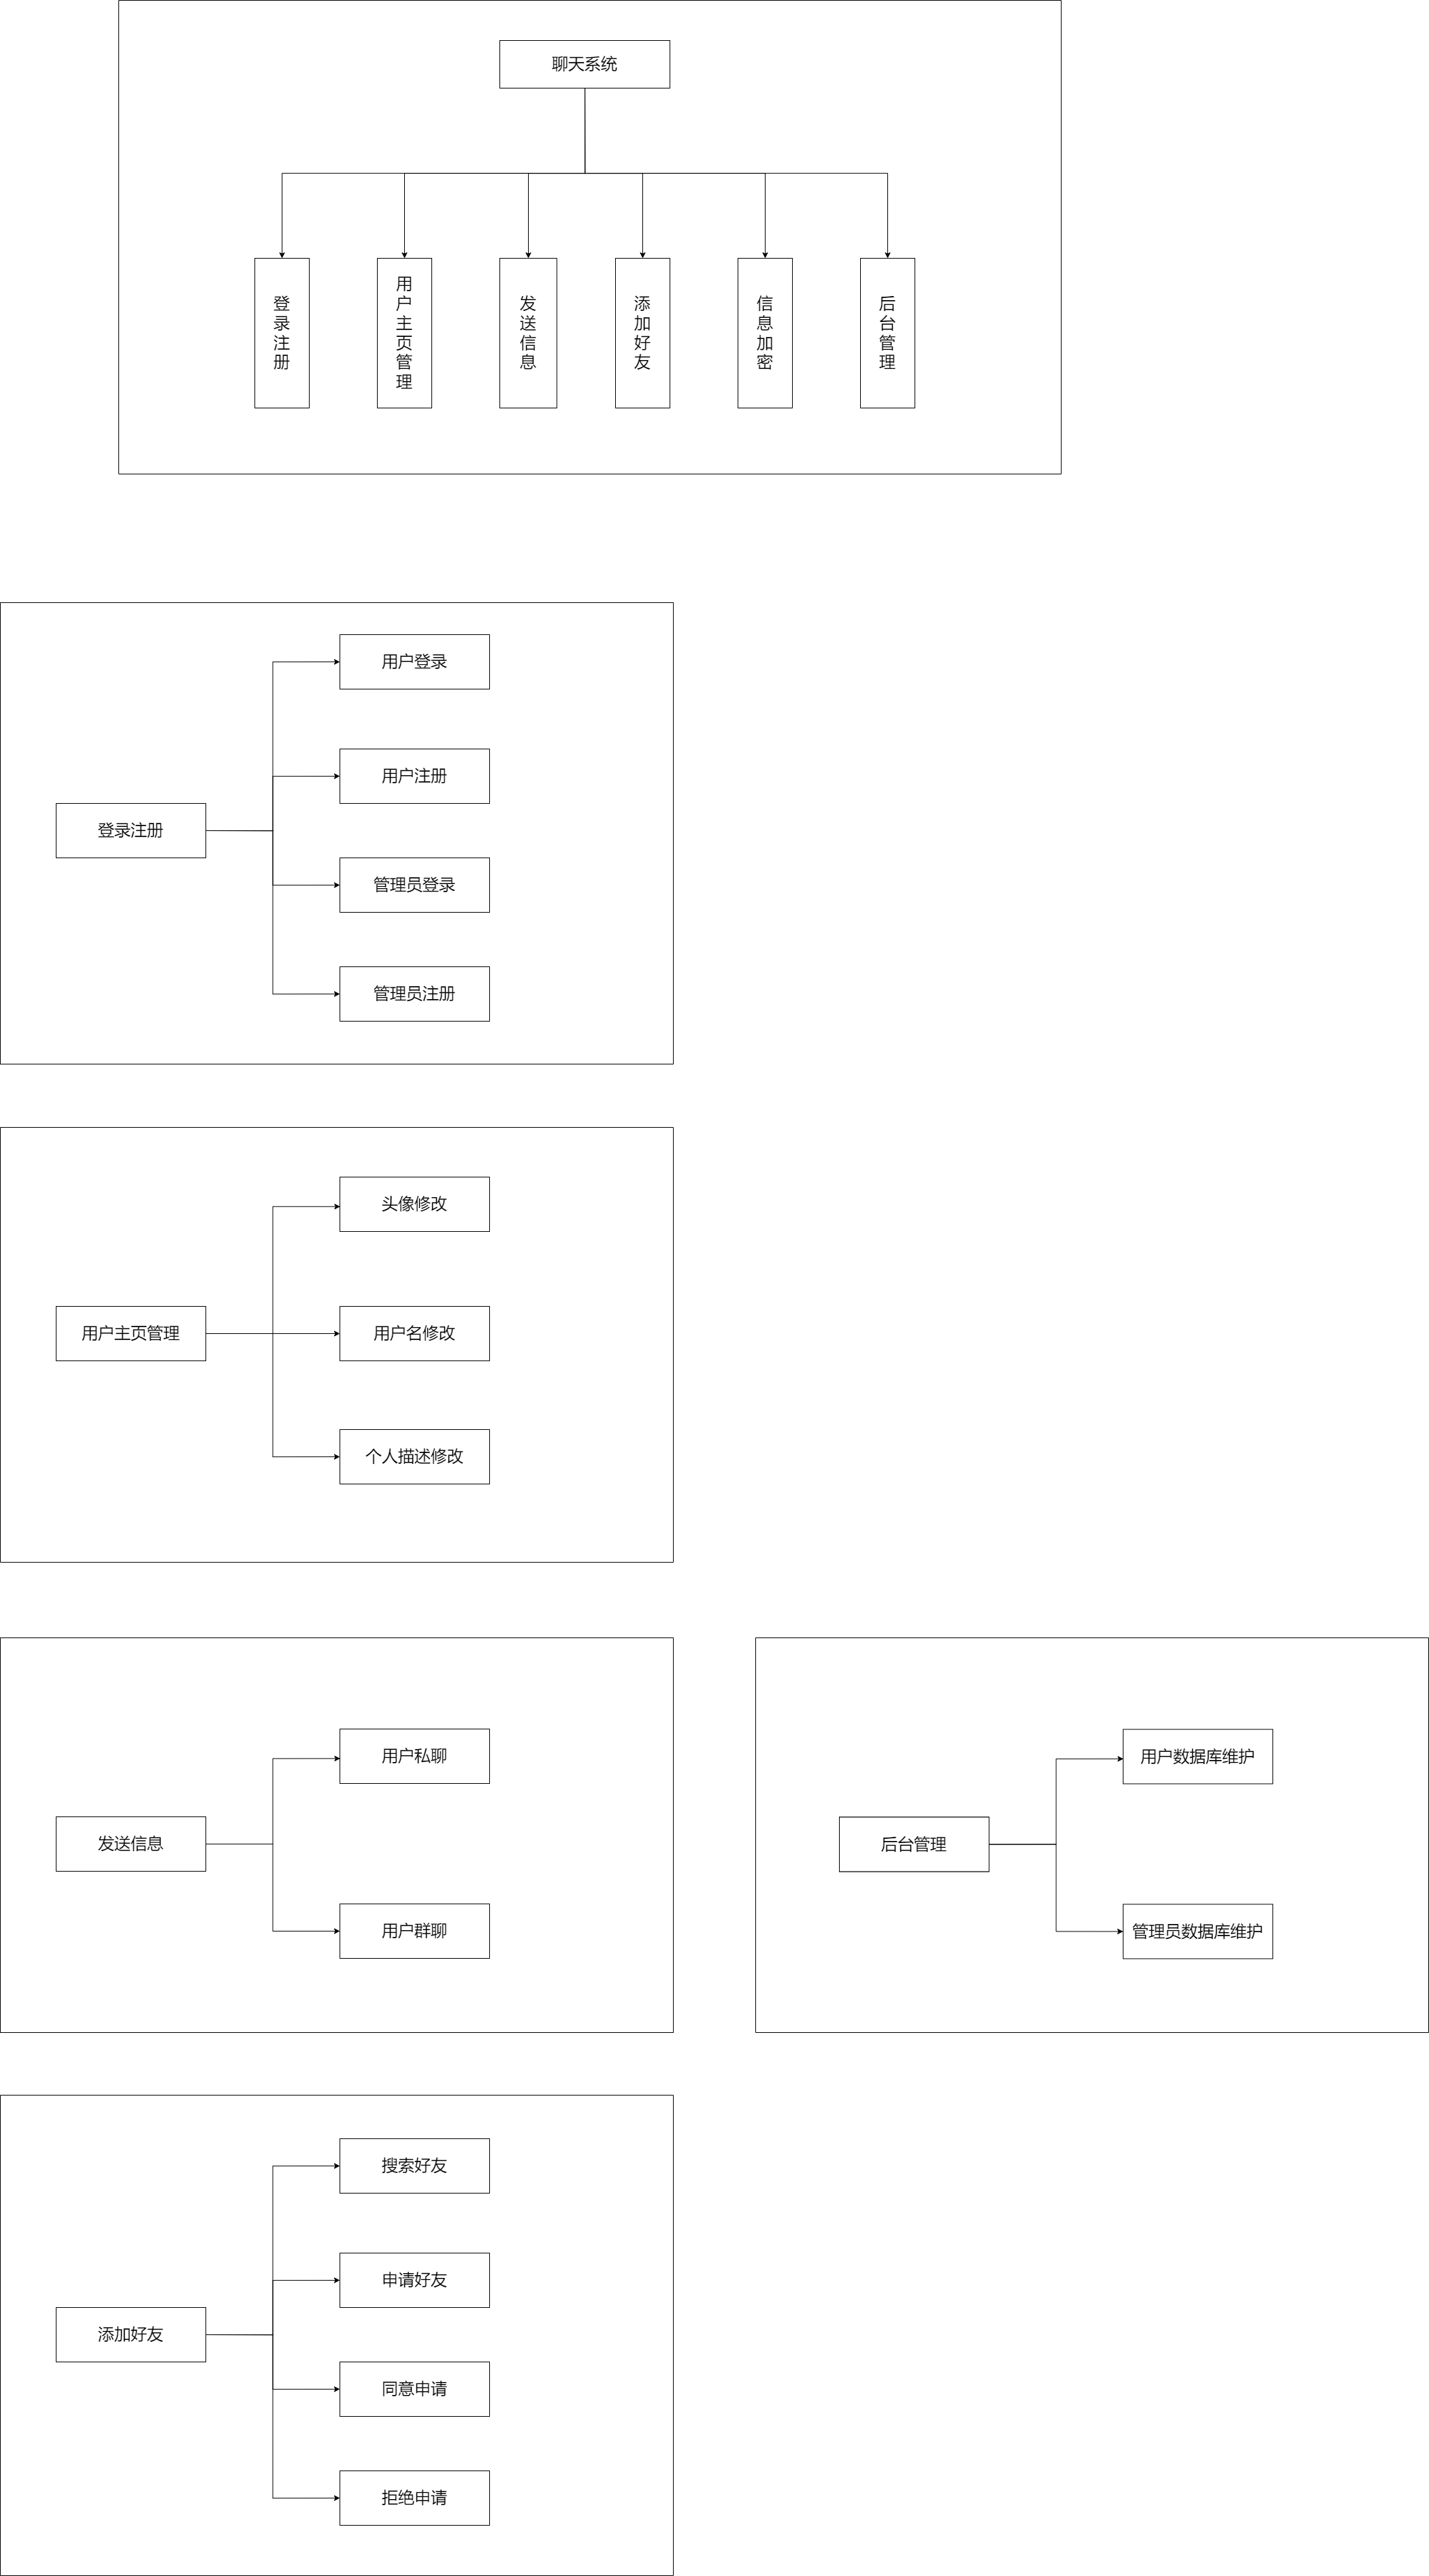 聊天系统
登录注册
用户主页管理
发送信息
添加好友
信息加密
后台管理
用户登录
用户注册
登录注册
管理员登录
管理员注册
头像修改
用户主页管理
用户名修改
个人描述修改
用户私聊
发送信息
用户群聊
用户数据库维护
后台管理
管理员数据库维护
搜索好友
申请好友
添加好友
同意申请
拒绝申请